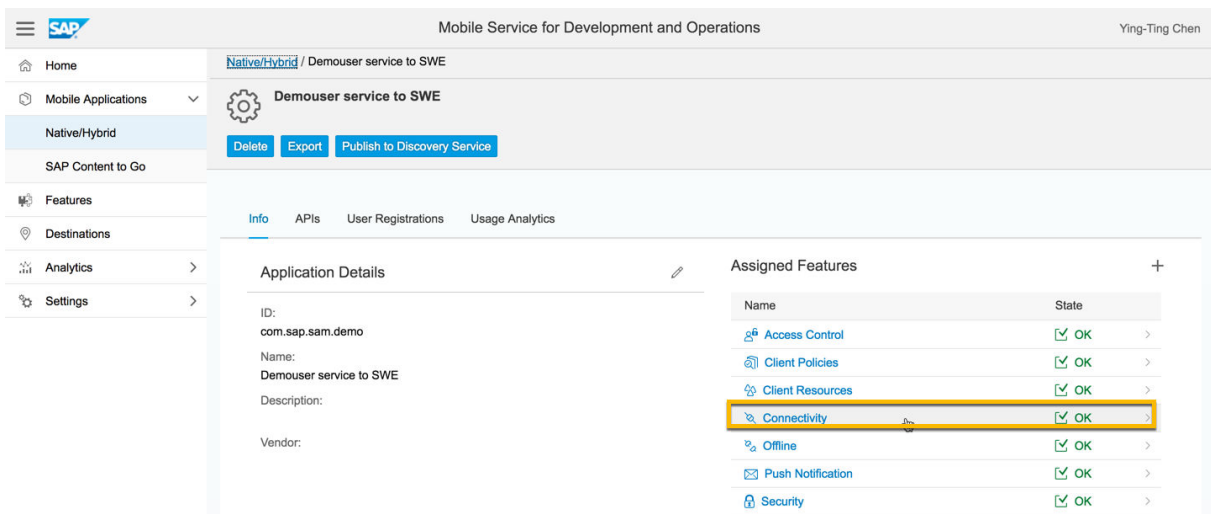 SAP
Mobile Service for Development and Operations
Ying-Ting Chen
Home
Mobile Applications
Native/Hybrid
SAP Content to Go
Features
Destinations
Analytics
Settings
Native/Hybrid / Demouser service to SWE
Demouser service to SWE
Delete Export Publish to Discovery Service
Info APIs User Registrations Usage Analytics
Application Details
ID:
com.sap.sam.demo
Name:
Demouser service to SWE
Description:
Vendor:
Assigned Features
Name State
Access Control OK
Client Policies OK
Client Resources OK
Connectivity OK
Offline OK
Push Notification OK
Security OK